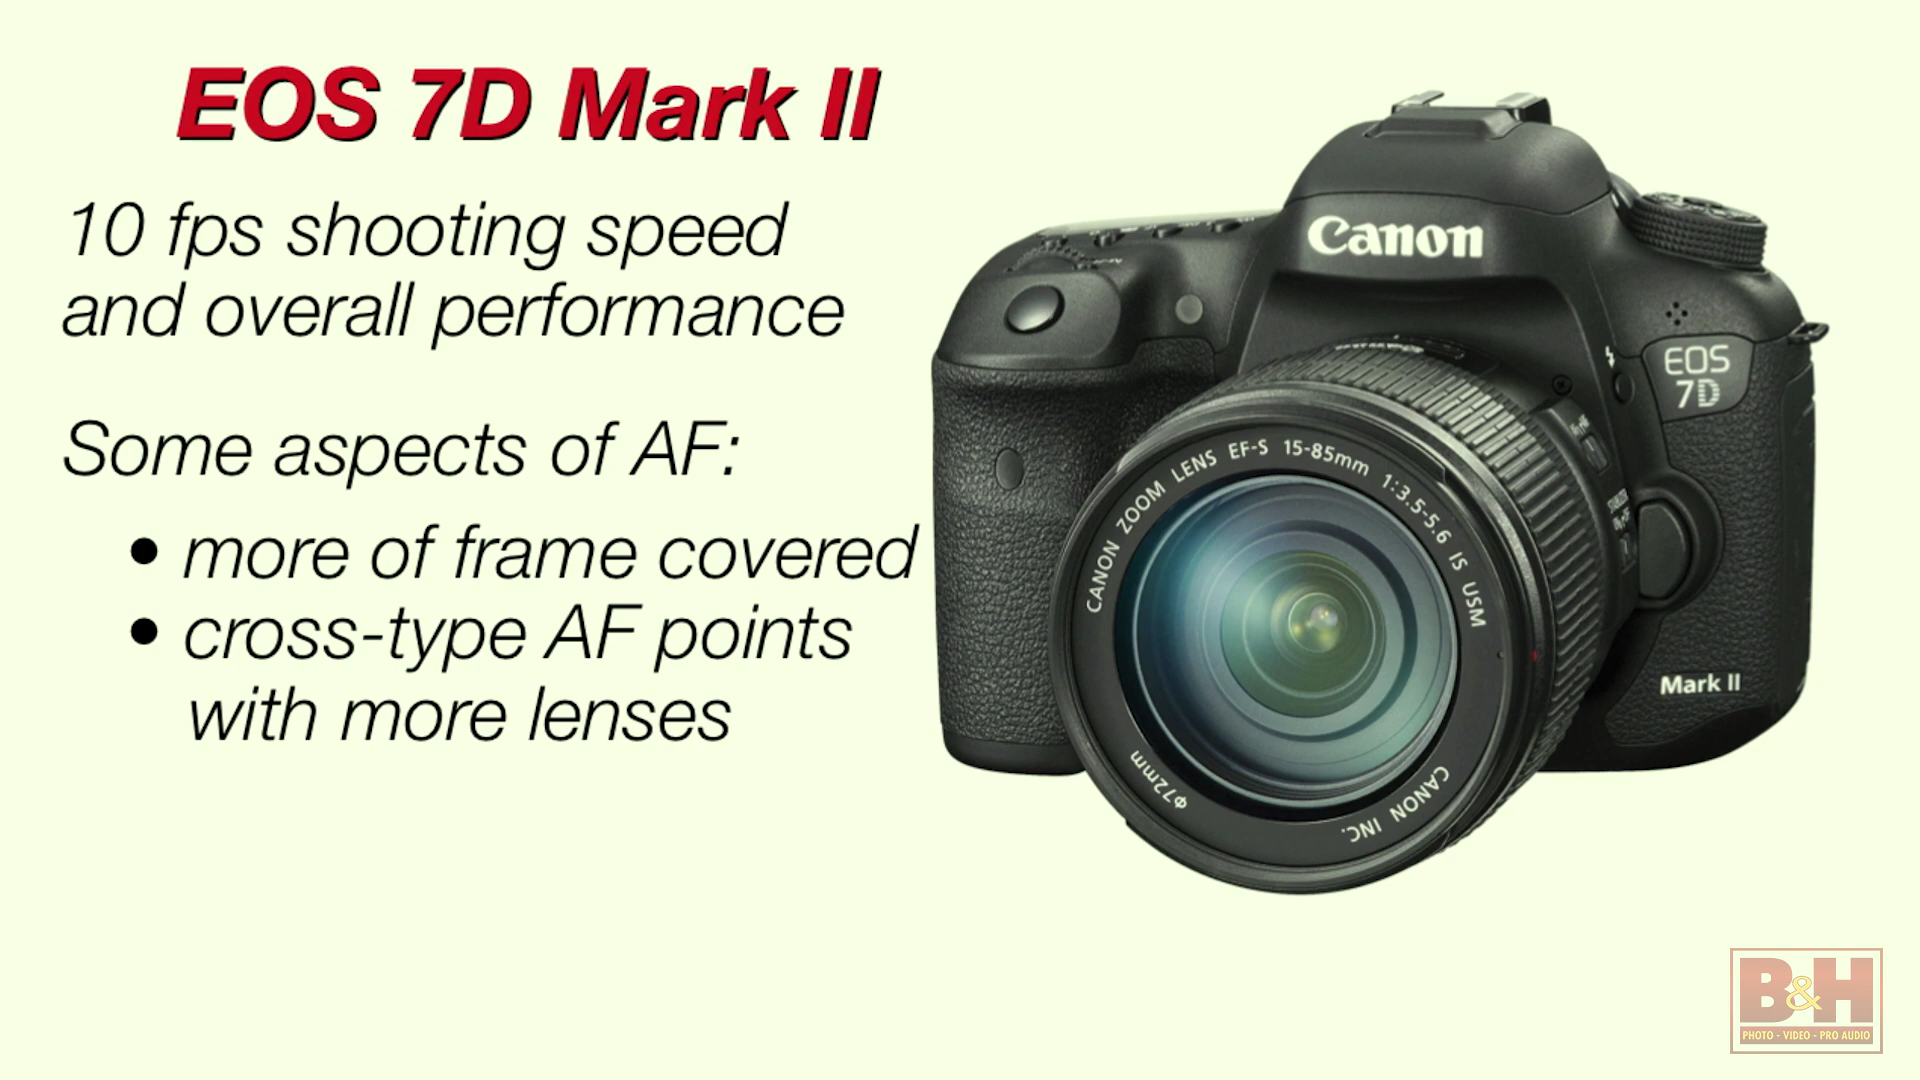 EOS 7D Mark II
10 fps shooting speed
and overall performance
Some aspects of AF:
• more of frame covered
• cross-type AF points
with more lenses
Canon
EOS
7D
Mark II
CANON ZOOM LENS EF-S 15-85mm 1:3.5-5.6 IS USM
φ72mm
CANON INC.
B&H
PHOTO - VIDEO - PRO AUDIO